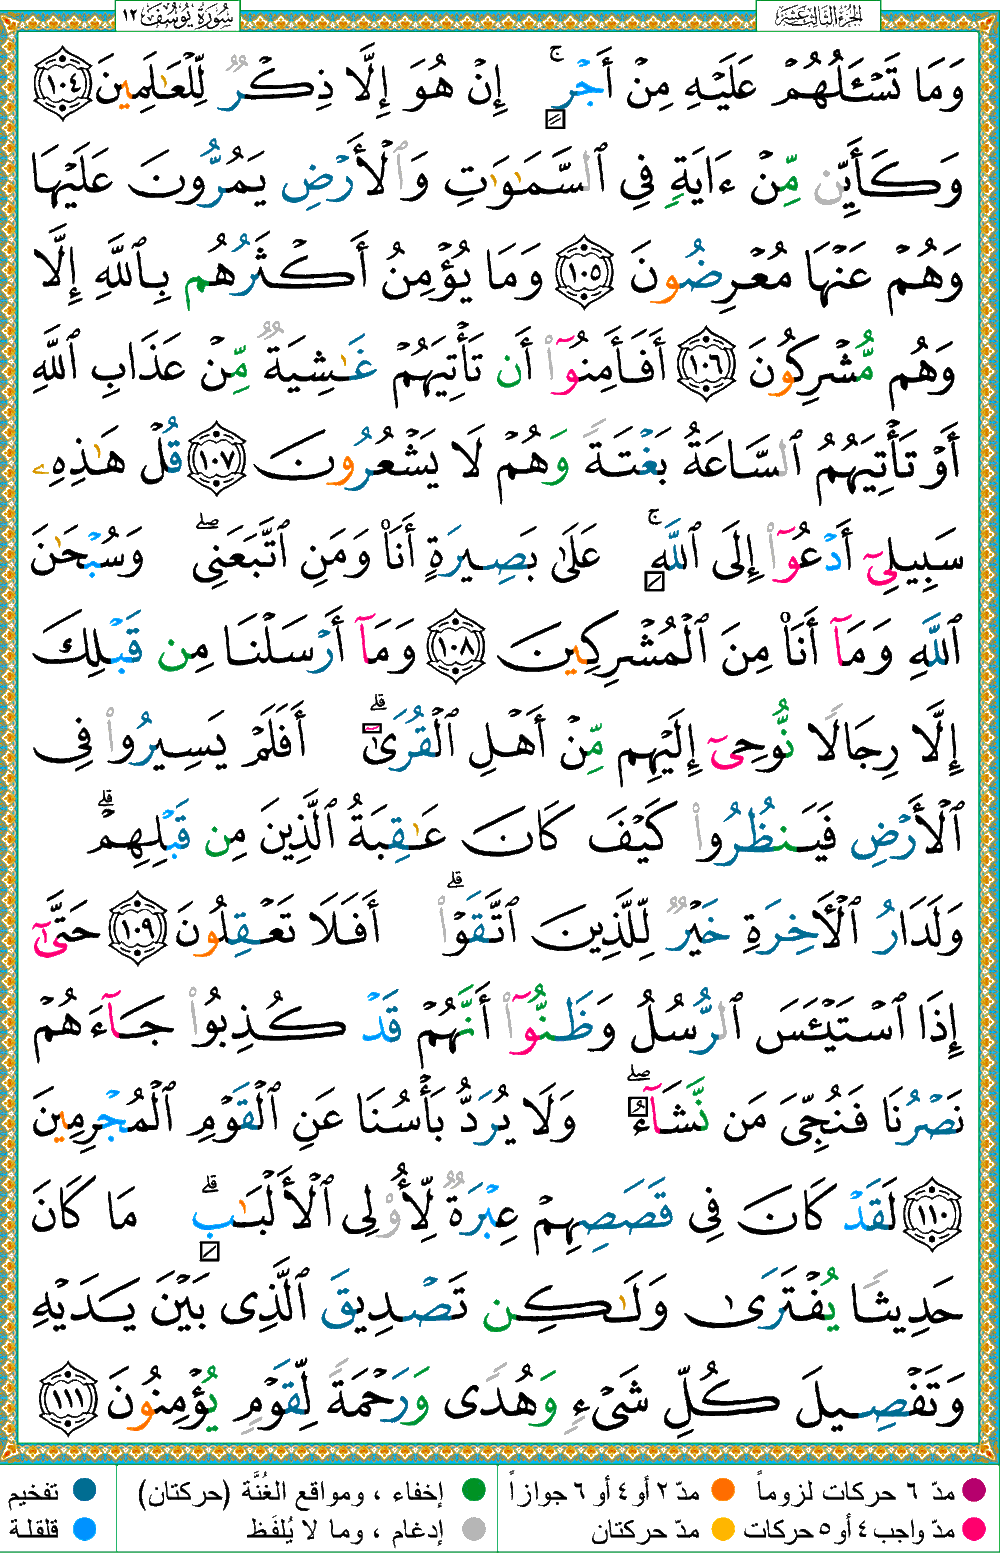 الجزء الثالث عشر
سُورَةُ يُوسُفَ ١٢
وَمَا تَسْـَٔلُهُمْ عَلَيْهِ مِنْ أَجْرٍ ۚ إِنْ هُوَ إِلَّا ذِكْرٌ لِّلْعَـٰلَمِينَ ١٠٤
وَكَأَيِّن مِّنْ ءَايَةٍ فِى ٱلسَّمَـٰوَٰتِ وَٱلْأَرْضِ يَمُرُّونَ عَلَيْهَا
وَهُمْ عَنْهَا مُعْرِضُونَ ١٠٥ وَمَا يُؤْمِنُ أَكْثَرُهُم بِٱللَّهِ إِلَّا
وَهُم مُّشْرِكُونَ ١٠٦ أَفَأَمِنُوٓا۟ أَن تَأْتِيَهُمْ غَـٰشِيَةٌ مِّنْ عَذَابِ ٱللَّهِ
أَوْ تَأْتِيَهُمُ ٱلسَّاعَةُ بَغْتَةً وَهُمْ لَا يَشْعُرُونَ ١٠٧ قُلْ هَـٰذِهِۦ
سَبِيلِىٓ أَدْعُوٓا۟ إِلَى ٱللَّهِ ۚ عَلَىٰ بَصِيرَةٍ أَنَا۠ وَمَنِ ٱتَّبَعَنِى ۖ وَسُبْحَـٰنَ
ٱللَّهِ وَمَآ أَنَا۠ مِنَ ٱلْمُشْرِكِينَ ١٠٨ وَمَآ أَرْسَلْنَا مِن قَبْلِكَ
إِلَّا رِجَالًا نُّوحِىٓ إِلَيْهِم مِّنْ أَهْلِ ٱلْقُرَىٰٓ ۗ أَفَلَمْ يَسِيرُوا۟ فِى
ٱلْأَرْضِ فَيَنظُرُوا۟ كَيْفَ كَانَ عَـٰقِبَةُ ٱلَّذِينَ مِن قَبْلِهِمْ ۗ
وَلَدَارُ ٱلْـَٔاخِرَةِ خَيْرٌ لِّلَّذِينَ ٱتَّقَوْا۟ ۗ أَفَلَا تَعْقِلُونَ ١٠٩ حَتَّىٰٓ
إِذَا ٱسْتَيْـَٔسَ ٱلرُّسُلُ وَظَنُّوٓا۟ أَنَّهُمْ قَدْ كُذِبُوا۟ جَآءَهُمْ
نَصْرُنَا فَنُجِّىَ مَن نَّشَآءُ ۖ وَلَا يُرَدُّ بَأْسُنَا عَنِ ٱلْقَوْمِ ٱلْمُجْرِمِينَ
١١٠ لَقَدْ كَانَ فِى قَصَصِهِمْ عِبْرَةٌ لِّأُو۟لِى ٱلْأَلْبَـٰبِ ۗ مَا كَانَ
حَدِيثًا يُفْتَرَىٰ وَلَـٰكِن تَصْدِيقَ ٱلَّذِى بَيْنَ يَدَيْهِ
وَتَفْصِيلَ كُلِّ شَىْءٍ وَهُدًى وَرَحْمَةً لِّقَوْمٍ يُؤْمِنُونَ ١١١
مدّ ٦ حركات لزوماً مدّ ٢ أو ٤ أو ٦ جوازاً إخفاء ، ومواقع الغُنَّة (حركتان) تفخيم
مدّ واجب ٤ أو ٥ حركات مدّ حركتان إدغام ، وما لا يُلفَظ قلقلة